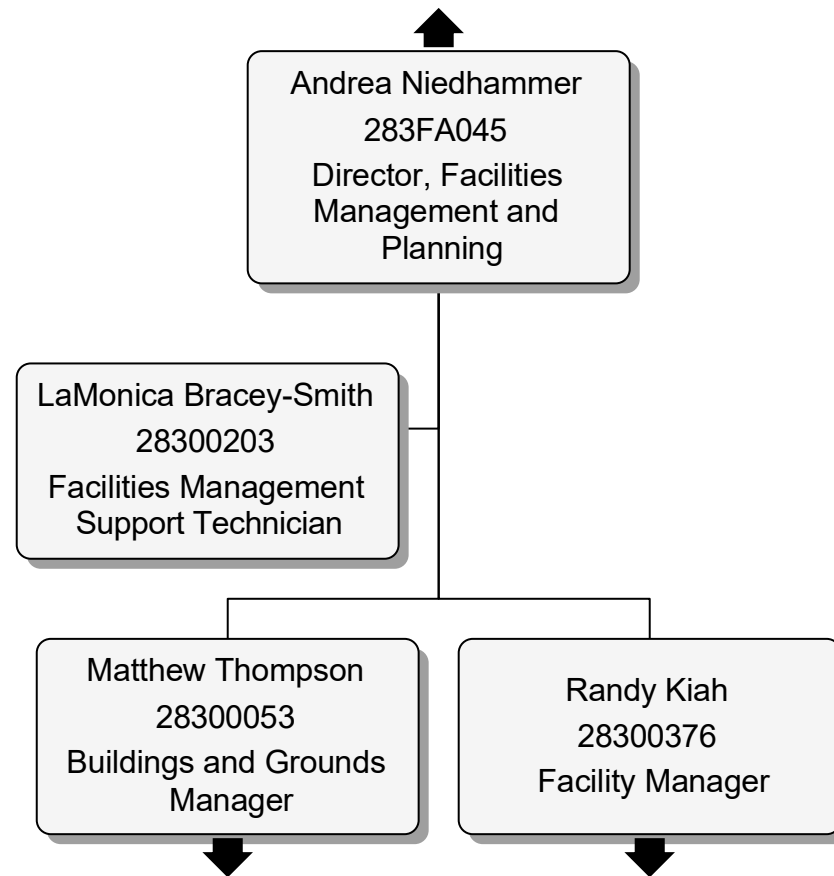 Andrea Niedhammer
283FA045
Director, Facilities
Management and
Planning
LaMonica Bracey-Smith
28300203
Facilities Management
Support Technician
Matthew Thompson
28300053
Buildings and Grounds
Manager
Randy Kiah
28300376
Facility Manager